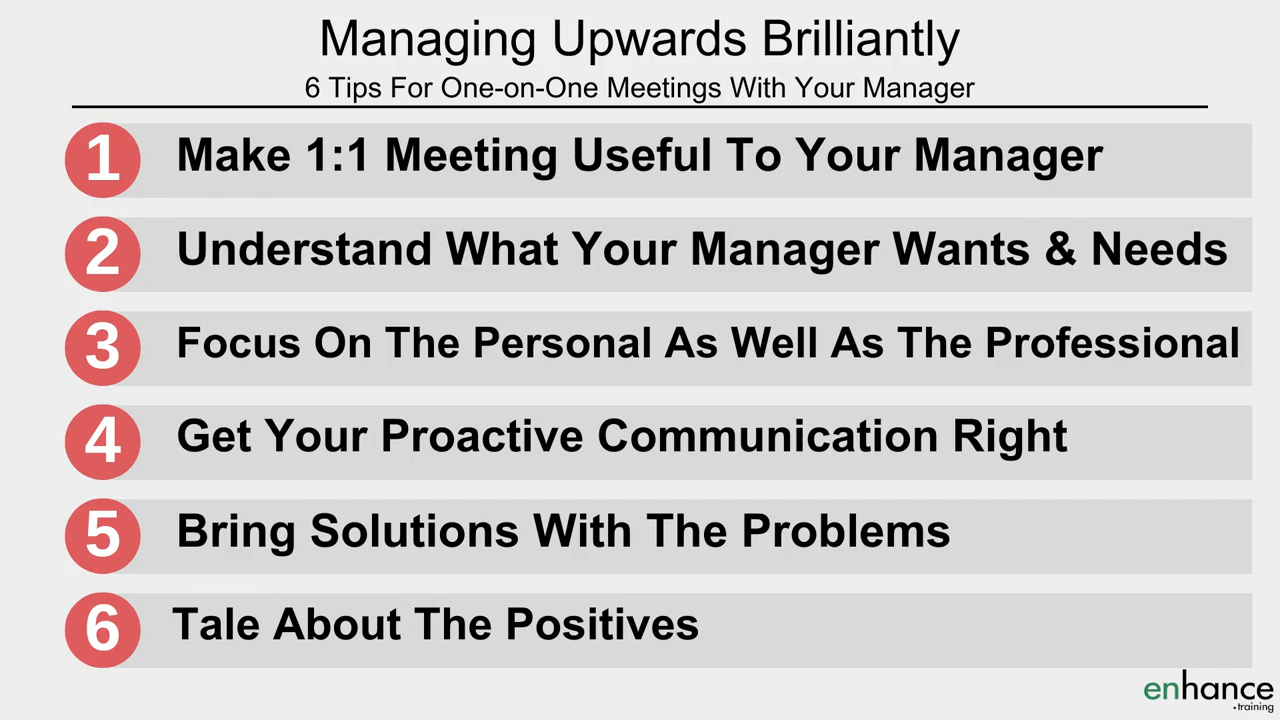 Managing Upwards Brilliantly
6 Tips For One-on-One Meetings With Your Manager
1 Make 1:1 Meeting Useful To Your Manager
2 Understand What Your Manager Wants & Needs
3 Focus On The Personal As Well As The Professional
4 Get Your Proactive Communication Right
5 Bring Solutions With The Problems
6 Tale About The Positives
enhance
.training